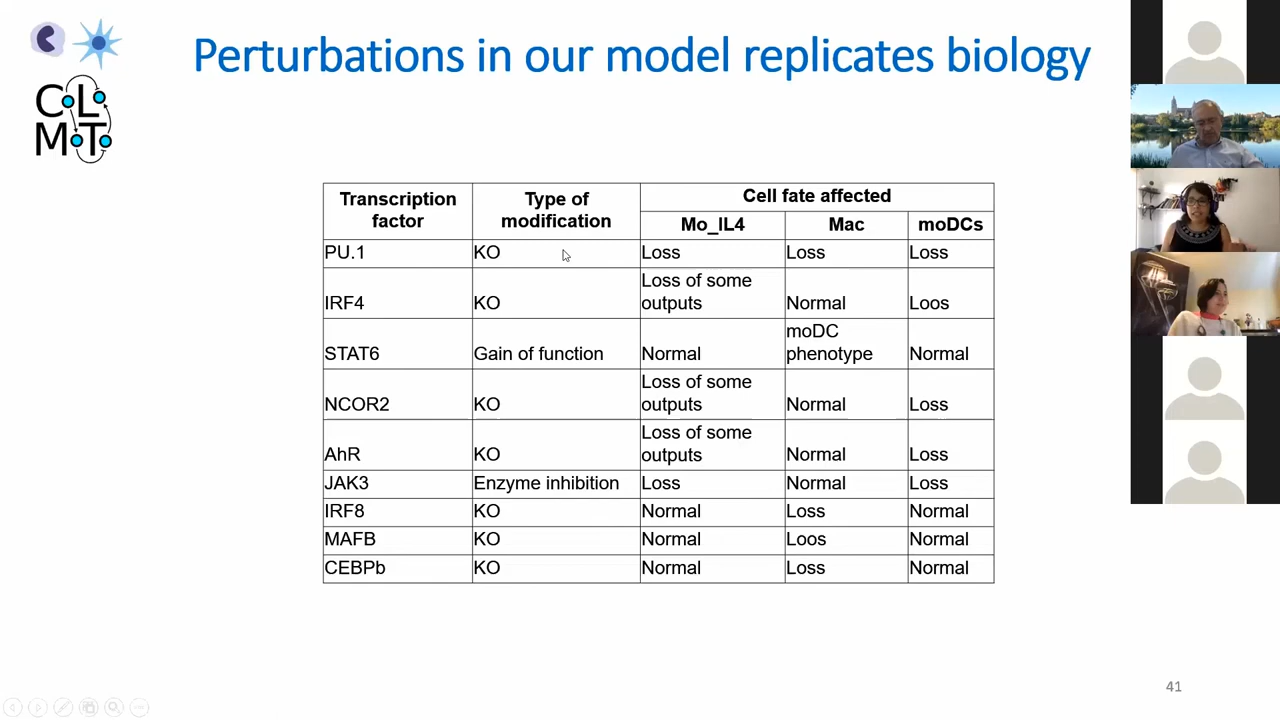 Perturbations in our model replicates biology
CL
MT
Transcription factor Type of modification Cell fate affected
Mo_IL4 Mac moDCs
PU.1 KO Loss Loss Loss
IRF4 KO Loss of some outputs Normal Loos
STAT6 Gain of function Normal moDC phenotype Normal
NCOR2 KO Loss of some outputs Normal Loss
AhR KO Loss of some outputs Normal Loss
JAK3 Enzyme inhibition Loss Normal Loss
IRF8 KO Normal Loss Normal
MAFB KO Normal Loos Normal
CEBPb KO Normal Loss Normal
41